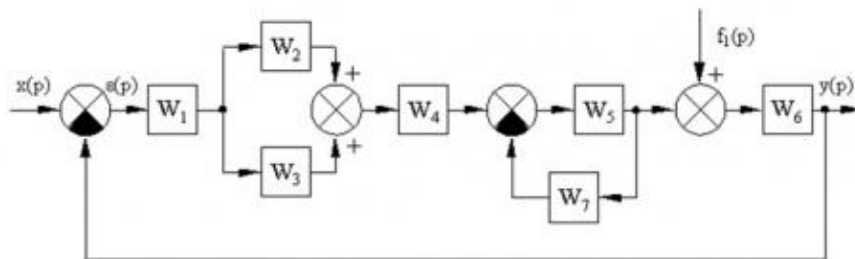 x(p)
ε(p)
W1
W2
W3
+
+
W4
W5
W7
f1(p)
+
W6
y(p)